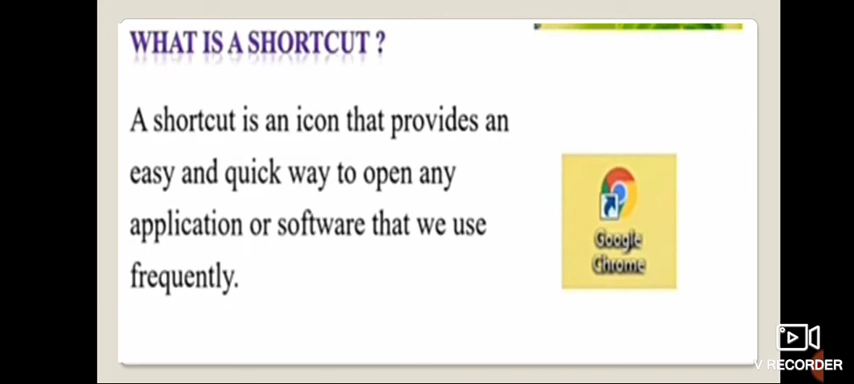 WHAT IS A SHORTCUT ?
A shortcut is an icon that provides an
easy and quick way to open any
application or software that we use
frequently.
Google
Chrome
V RECORDER